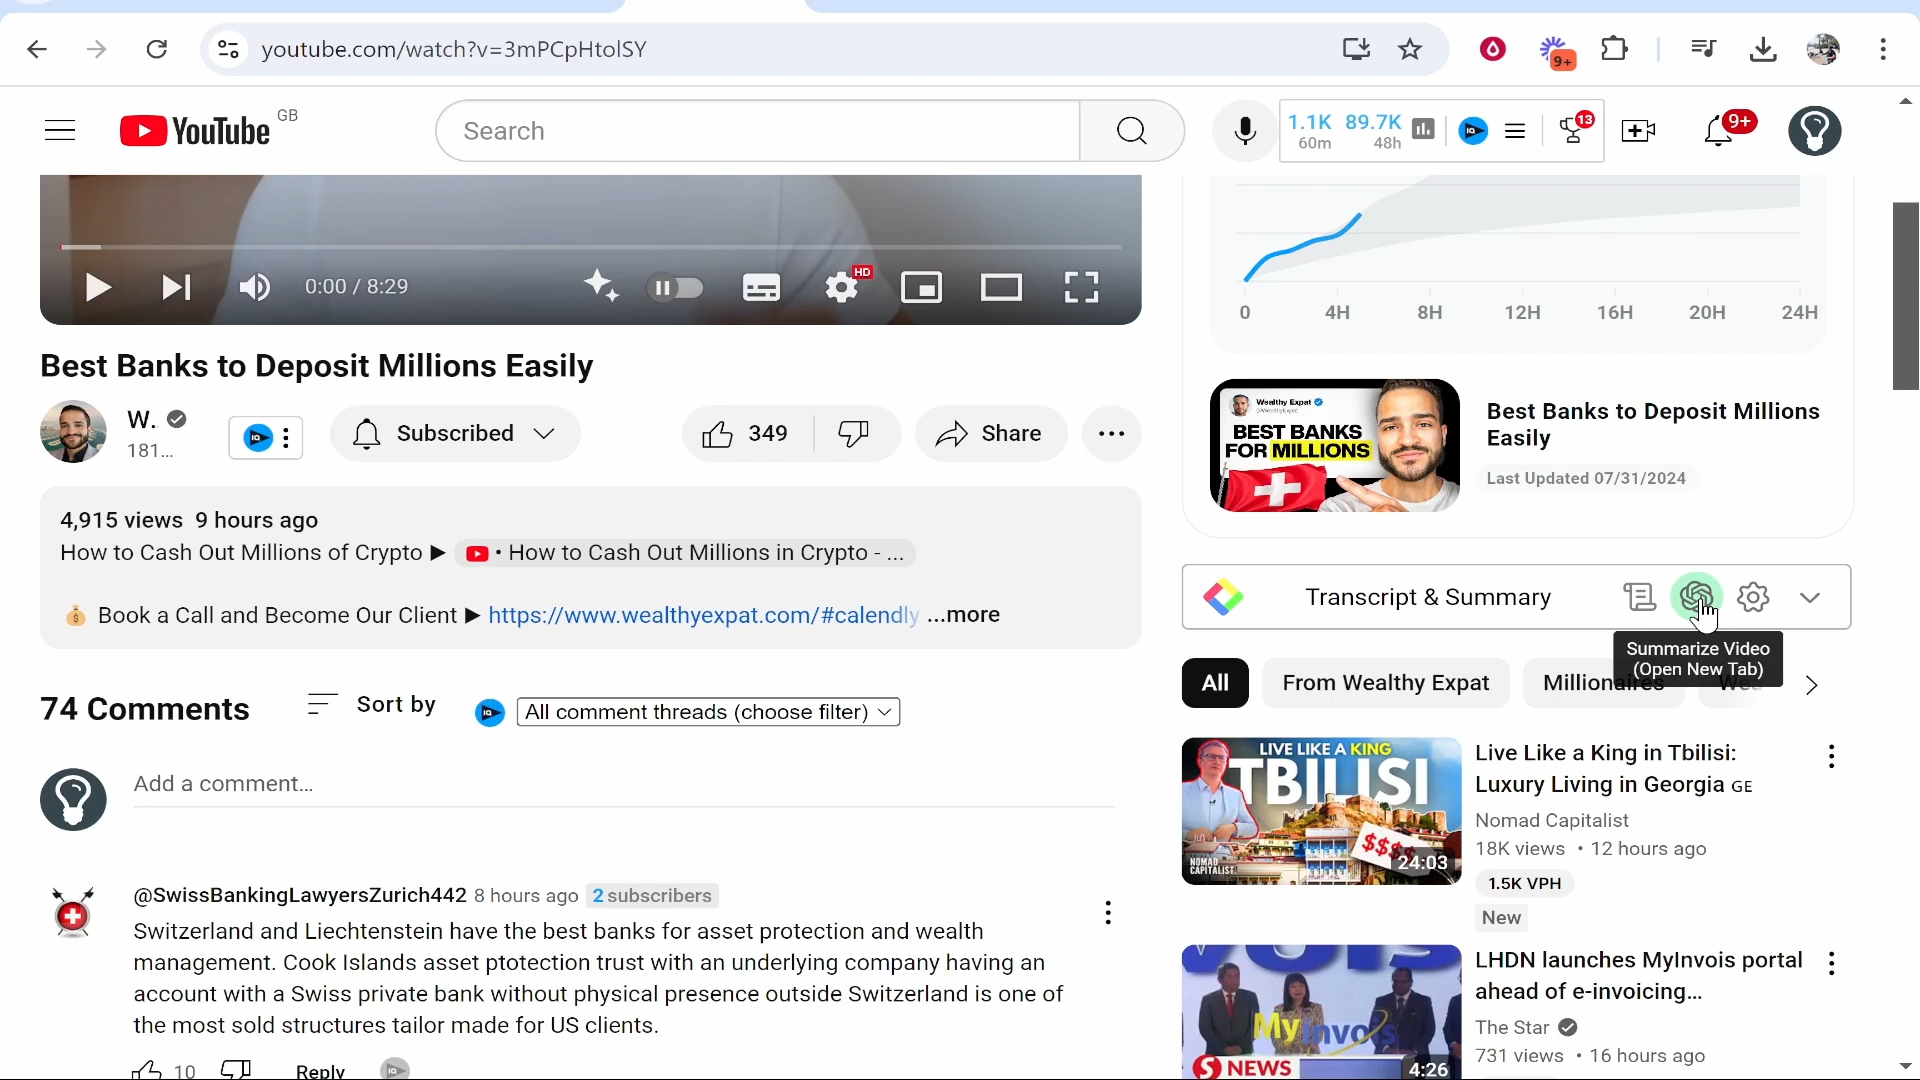 youtube.com/watch?v=3mPCpHtolSY
9+
YouTube GB
Search
1.1K 89.7K
60m 48h
13
9+
0:00 / 8:29
HD
0 4H 8H 12H 16H 20H 24H
Best Banks to Deposit Millions Easily
W.
181...
IQ
Subscribed
349
Share
Wealthy Expat
@WealthyExpat
BEST BANKS
FOR MILLIONS
Best Banks to Deposit Millions
Easily
Last Updated 07/31/2024
4,915 views 9 hours ago
How to Cash Out Millions of Crypto ► • How to Cash Out Millions in Crypto - ...
💰 Book a Call and Become Our Client ► https://www.wealthyexpat.com/#calendly ...more
Transcript & Summary
Summarize Video
(Open New Tab)
All
From Wealthy Expat
Millionaires
74 Comments
Sort by
All comment threads (choose filter)
Add a comment...
LIVE LIKE A KING
TBILISI
$$$$
NOMAD
CAPITALIST
24:03
Live Like a King in Tbilisi:
Luxury Living in Georgia GE
Nomad Capitalist
18K views • 12 hours ago
1.5K VPH
New
@SwissBankingLawyersZurich442 8 hours ago 2 subscribers
Switzerland and Liechtenstein have the best banks for asset protection and wealth
management. Cook Islands asset ptotection trust with an underlying company having an
account with a Swiss private bank without physical presence outside Switzerland is one of
the most sold structures tailor made for US clients.
10
Reply
MyInvois
NEWS
4:26
LHDN launches MyInvois portal
ahead of e-invoicing...
The Star
731 views • 16 hours ago